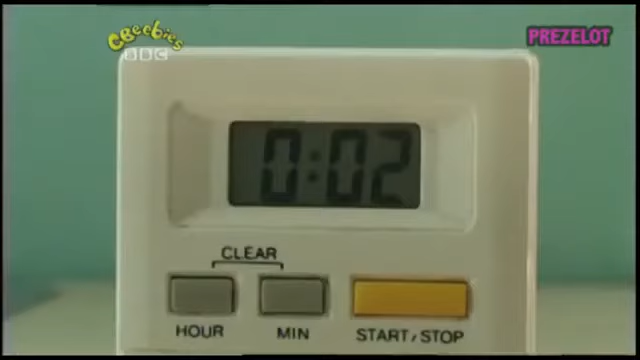 CBeebies
BBC
PREZELOT
0:02
CLEAR
HOUR
MIN
START/STOP